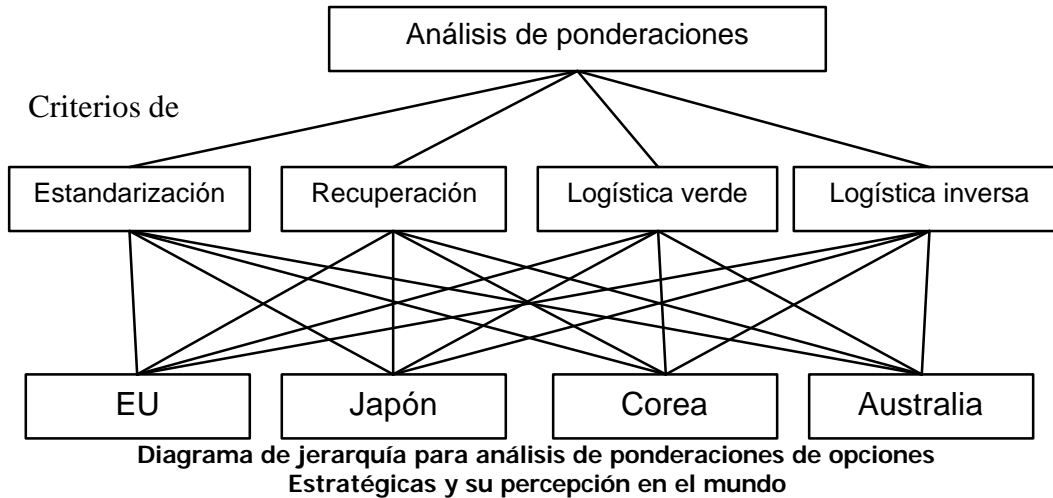 Análisis de ponderaciones
Criterios de
Estandarización
Recuperación
Logística verde
Logística inversa
EU
Japón
Corea
Australia
Diagrama de jerarquía para análisis de ponderaciones de opciones
Estratégicas y su percepción en el mundo